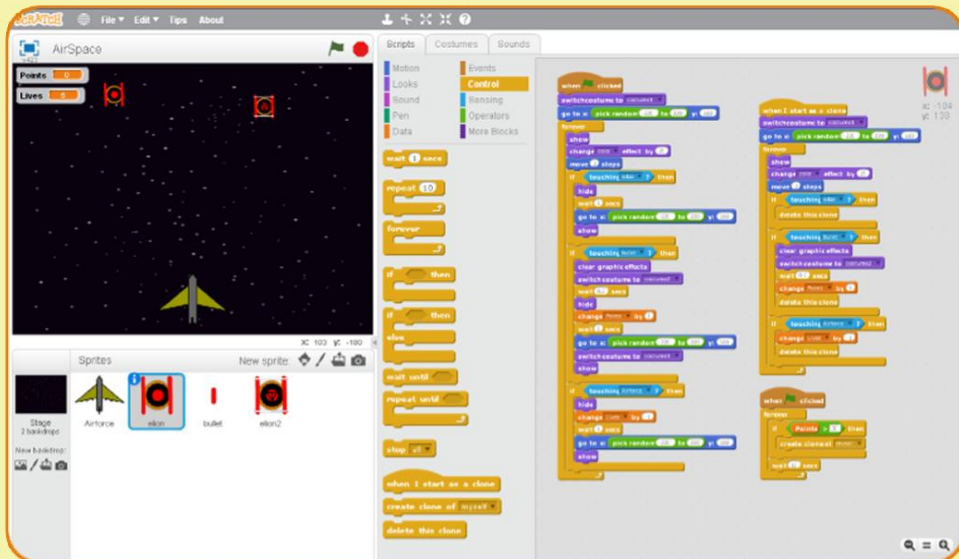 SCRATCH File Edit Tips About
AirSpace
v423
Points 0
Lives 5
X: 103 y: -180
Sprites New sprite:
Stage
2 backdrops
New backdrop:
Airforce
elion
bullet
elion2
Scripts Costumes Sounds
Motion Events
Looks Control
Sound Sensing
Pen Operators
Data More Blocks
wait 1 secs
repeat 10
forever
if then
if then
else
wait until
repeat until
stop all
when I start as a clone
create clone of myself
delete this clone
when clicked
switch costume to
go to x: pick random to y:
forever
show
change effect by
move steps
if touching ? then
hide
wait secs
go to x: pick random to y:
show
if touching ? then
clear graphic effects
switch costume to
wait secs
hide
change by
wait secs
go to x: pick random to y:
switch costume to
show
if touching ? then
hide
change by
wait secs
go to x: pick random to y:
show
x: -104
y: 130
when I start as a clone
switch costume to
go to x: pick random to y:
forever
show
change effect by
move steps
if touching ? then
delete this clone
if touching ? then
clear graphic effects
switch costume to
wait secs
change by
delete this clone
if touching ? then
change by
delete this clone
when clicked
forever
if Points > then
create clone of
wait secs